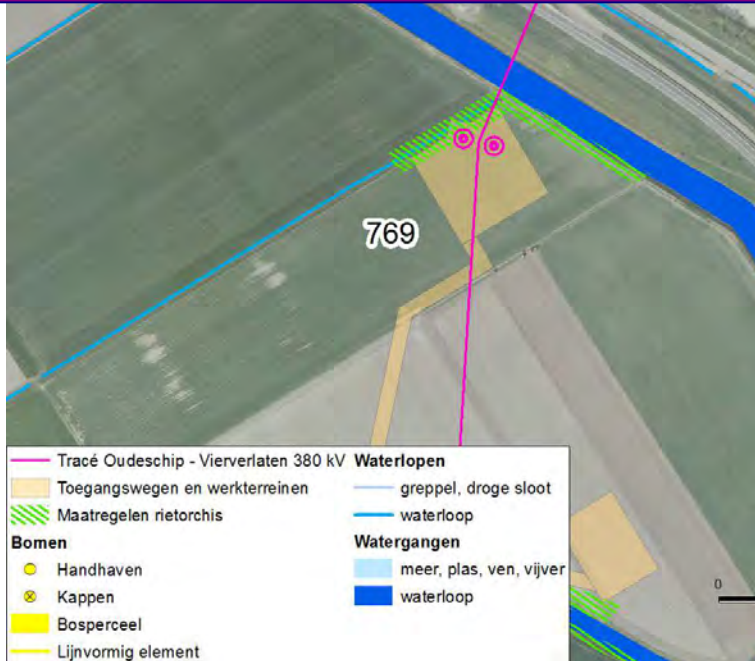 769
Tracé Oudeschip - Vierverlaten 380 kV
Toegangswegen en werkterreinen
Maatregelen rietorchis
Bomen
Handhaven
Kappen
Bosperceel
Lijnvormig element
Waterlopen
greppel, droge sloot
waterloop
Watergangen
meer, plas, ven, vijver
waterloop
0